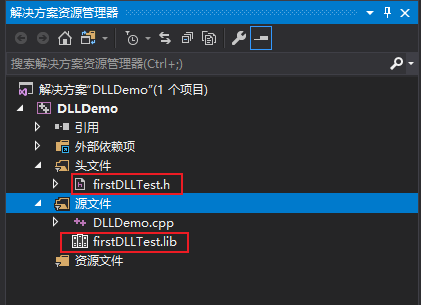 解决方案资源管理器
搜索解决方案资源管理器(Ctrl+;)
解决方案"DLLDemo"(1 个项目)
DLLDemo
引用
外部依赖项
头文件
firstDLLTest.h
源文件
DLLDemo.cpp
firstDLLTest.lib
资源文件